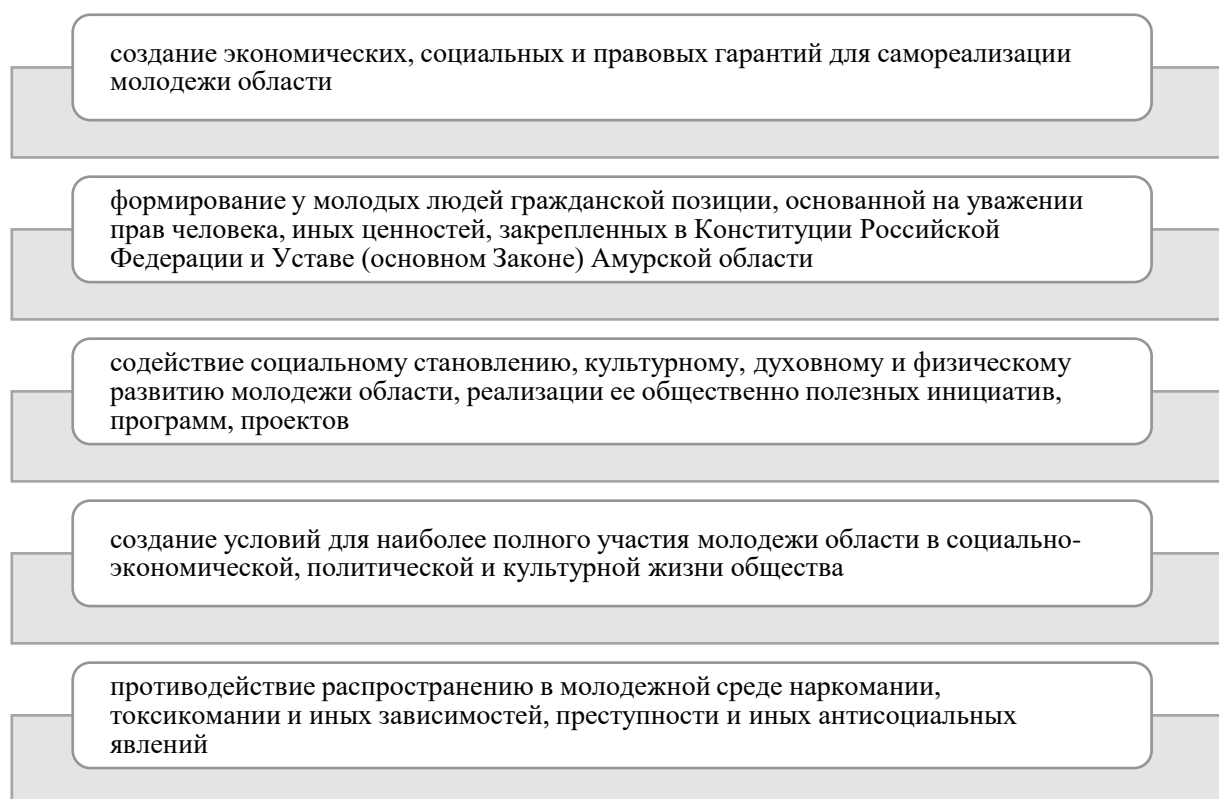 создание экономических, социальных и правовых гарантий для самореализации
молодежи области
формирование у молодых людей гражданской позиции, основанной на уважении
прав человека, иных ценностей, закрепленных в Конституции Российской
Федерации и Уставе (основном Законе) Амурской области
содействие социальному становлению, культурному, духовному и физическому
развитию молодежи области, реализации ее общественно полезных инициатив,
программ, проектов
создание условий для наиболее полного участия молодежи области в социально-
экономической, политической и культурной жизни общества
противодействие распространению в молодежной среде наркомании,
токсикомании и иных зависимостей, преступности и иных антисоциальных
явлений